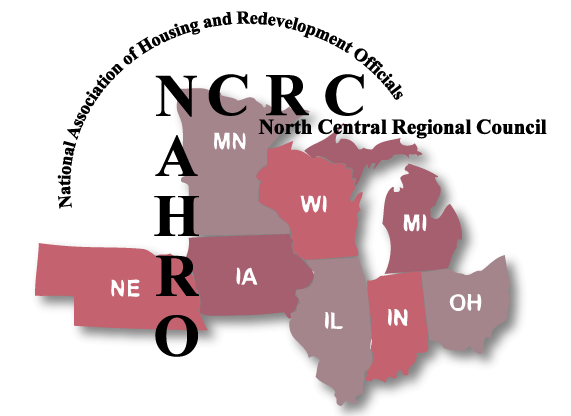 National Association of Housing and Redevelopment Officials
NCRC
North Central Regional Council
NAHRO
MN
WI
MI
NE
IA
IL
IN
OH